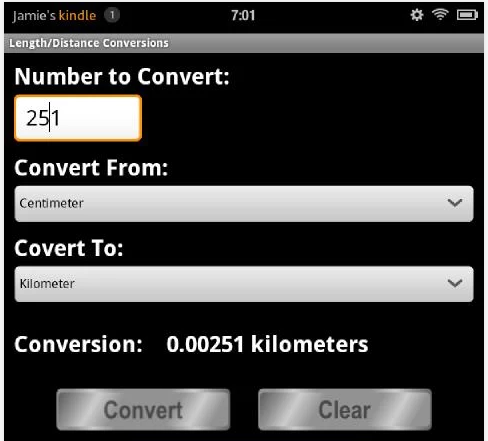 Jamie's kindle 1 7:01
Length/Distance Conversions
Number to Convert:
251
Convert From:
Centimeter
Covert To:
Kilometer
Conversion: 0.00251 kilometers
Convert Clear